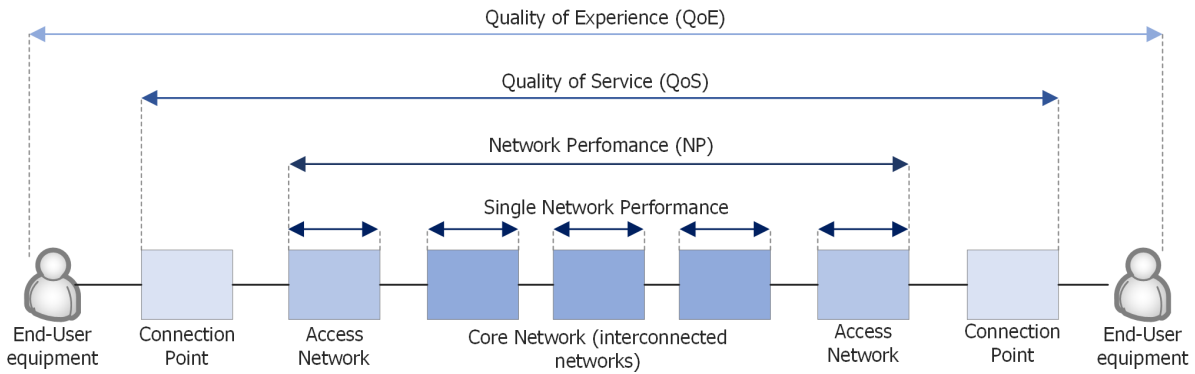 Quality of Experience (QoE)
Quality of Service (QoS)
Network Perfomance (NP)
Single Network Performance
End-User
equipment
Connection
Point
Access
Network
Core Network (interconnected
networks)
Access
Network
Connection
Point
End-User
equipment